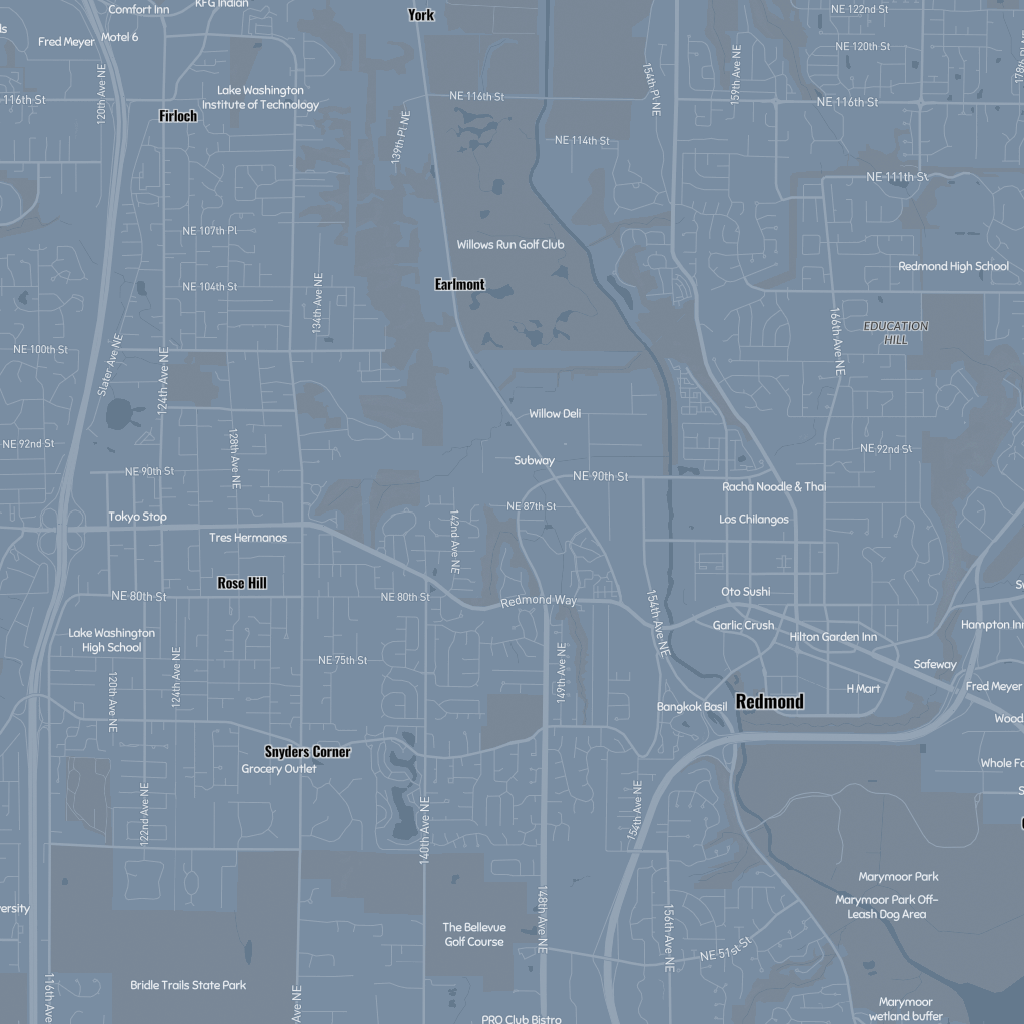 KFG Indian
Comfort Inn
York
NE 122nd St
Fred Meyer
Motel 6
NE 120th St
120th Ave NE
154th Pl NE
159th Ave NE
116th St
Lake Washington
Institute of Technology
NE 116th St
NE 116th St
Firloch
139th Pl NE
NE 114th St
NE 111th St
NE 107th Pl
Willows Run Golf Club
Redmond High School
NE 104th St
Earlmont
134th Ave NE
EDUCATION
HILL
166th Ave NE
NE 100th St
Slater Ave NE
124th Ave NE
Willow Deli
NE 92nd St
128th Ave NE
NE 92nd St
Subway
NE 90th St
NE 90th St
Racha Noodle & Thai
NE 87th St
Tokyo Stop
142nd Ave NE
Los Chilangos
Tres Hermanos
Rose Hill
NE 80th St
NE 80th St
Redmond Way
Oto Sushi
154th Ave NE
Garlic Crush
Hampton Inn
Lake Washington
High School
Hilton Garden Inn
NE 75th St
124th Ave NE
149th Ave NE
Safeway
120th Ave NE
H Mart
Fred Meyer
Redmond
Bangkok Basil
Snyders Corner
Grocery Outlet
Whole Fo
122nd Ave NE
140th Ave NE
154th Ave NE
Marymoor Park
Marymoor Park Off-
Leash Dog Area
ersity
The Bellevue
Golf Course
148th Ave NE
156th Ave NE
NE 51st St
Bridle Trails State Park
116th Ave
Ave NE
Marymoor
wetland buffer
PRO Club Bistro